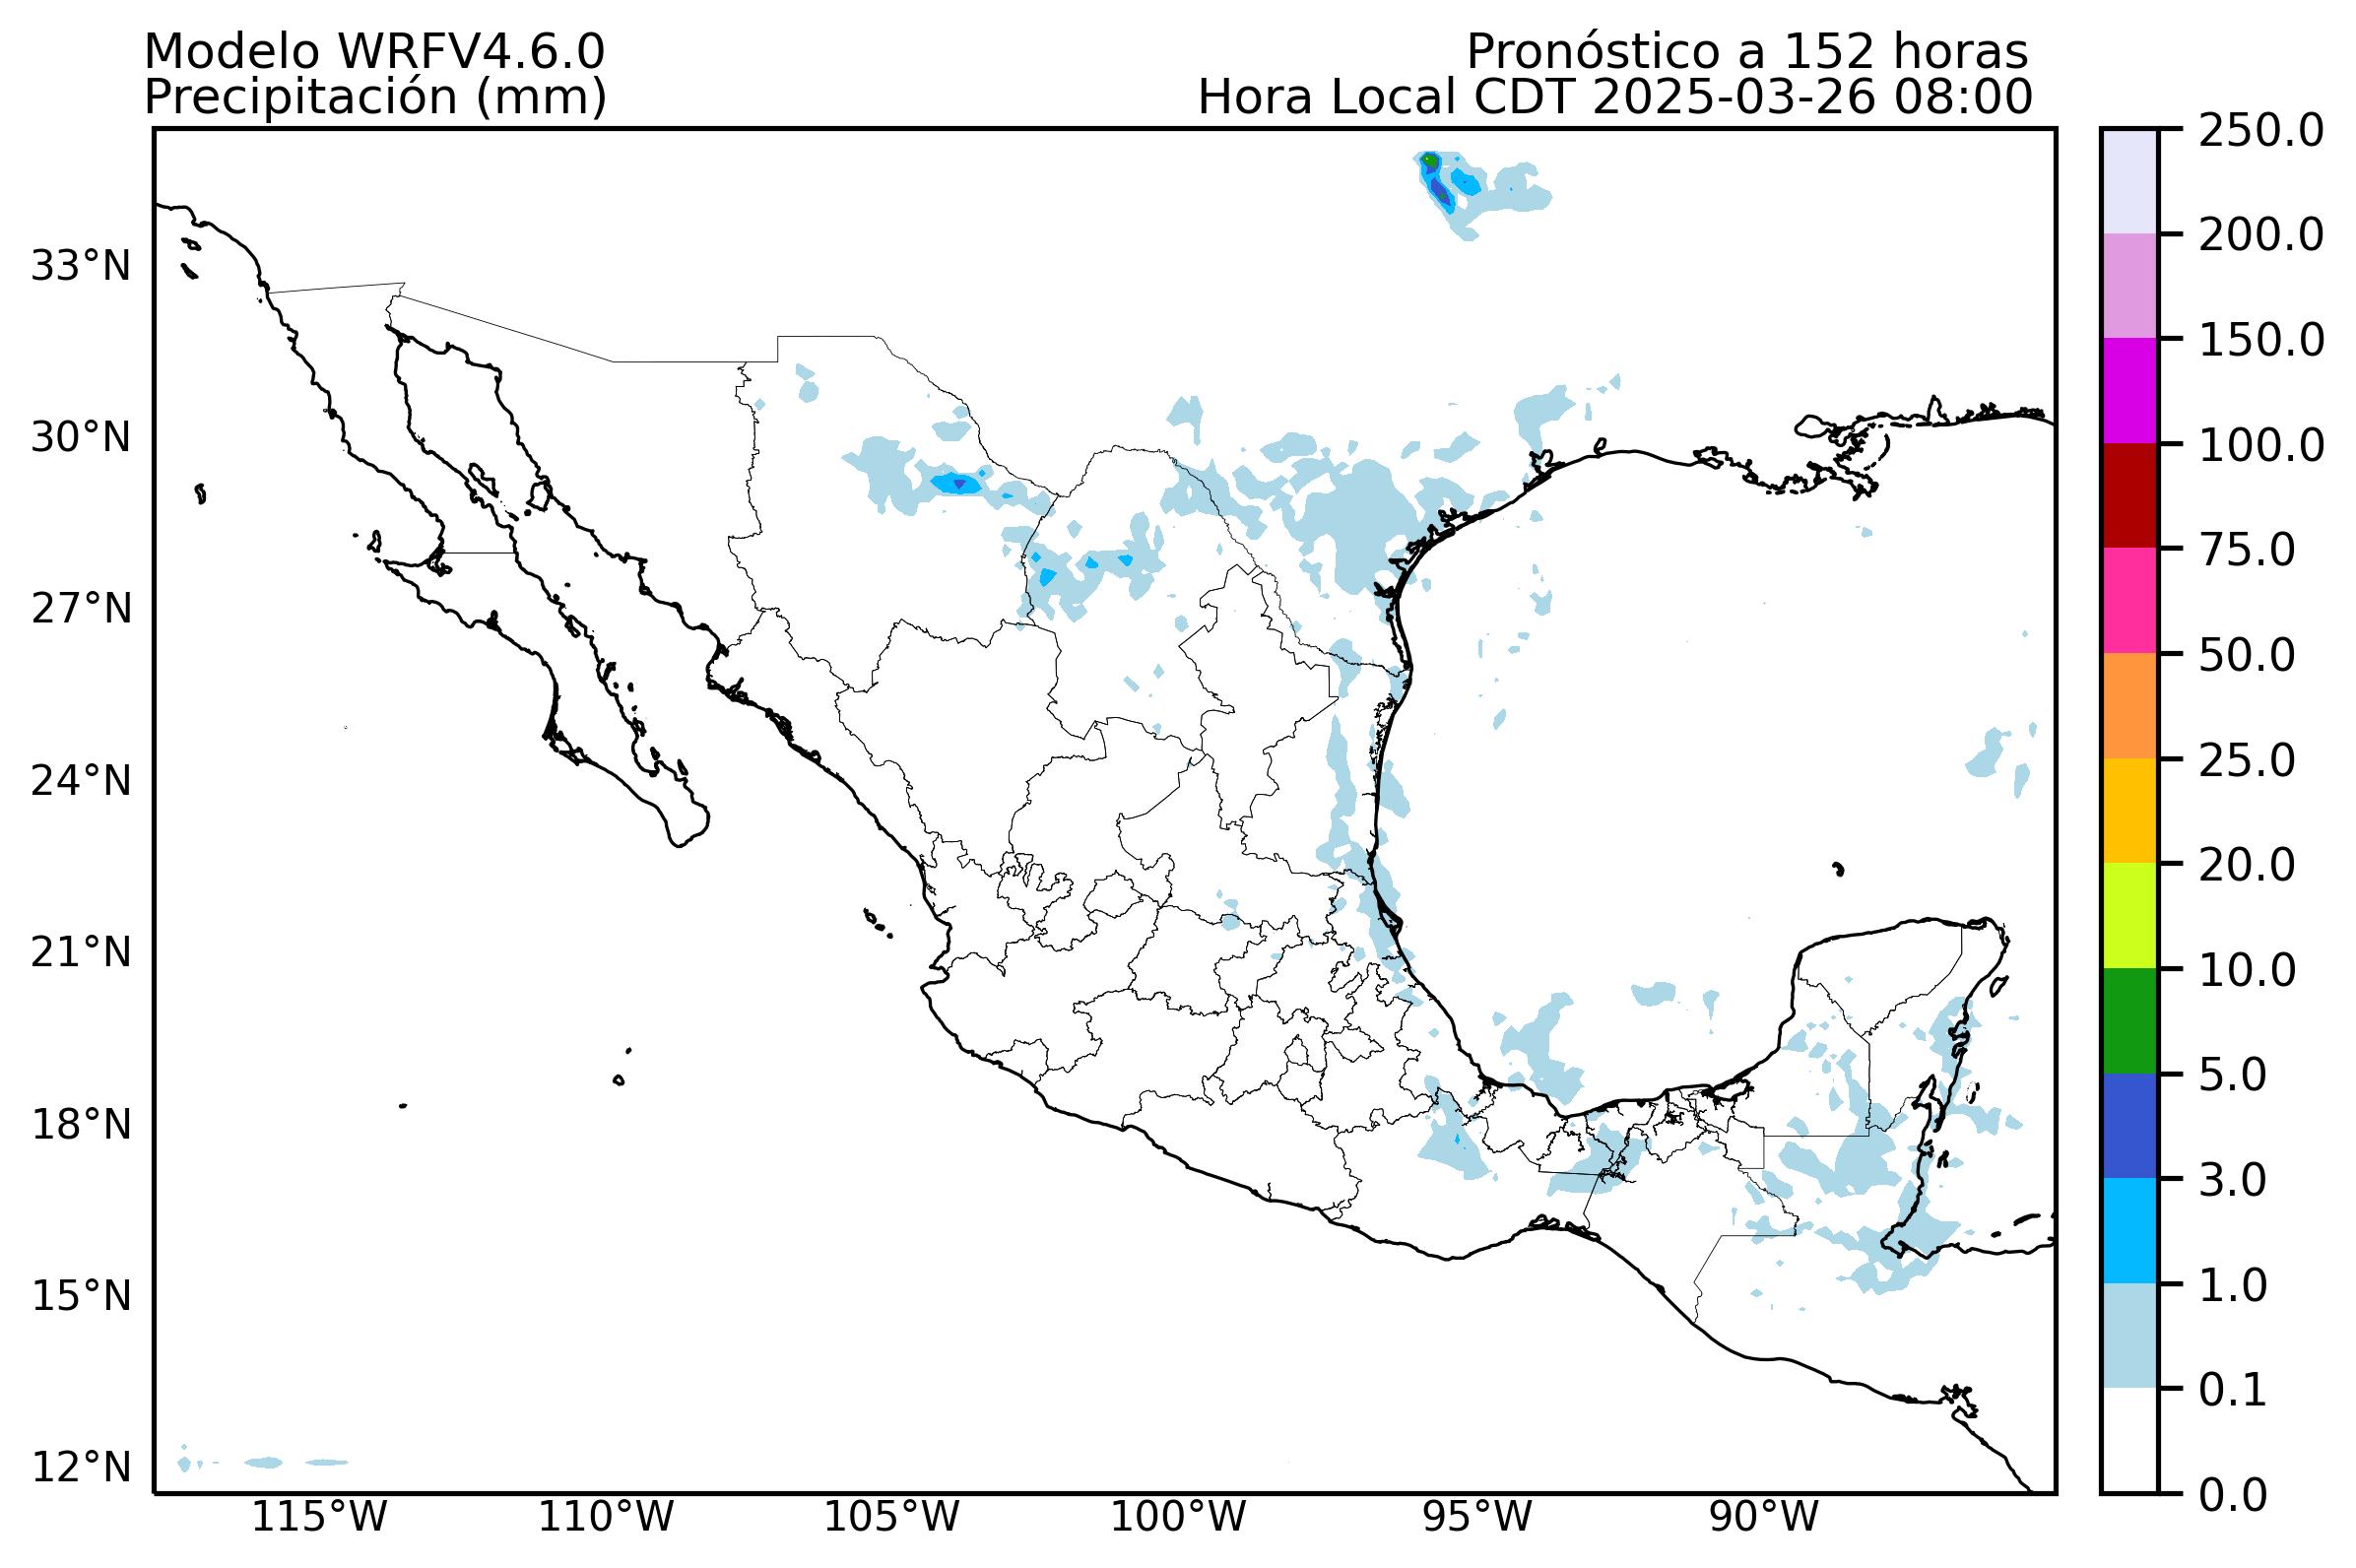 Modelo WRFV4.6.0
Pronóstico a 152 horas
Precipitación (mm)
Hora Local CDT 2025-03-26 08:00
33°N
30°N
27°N
24°N
21°N
18°N
15°N
12°N
115°W
110°W
105°W
100°W
95°W
90°W
250.0
200.0
150.0
100.0
75.0
50.0
25.0
20.0
10.0
5.0
3.0
1.0
0.1
0.0